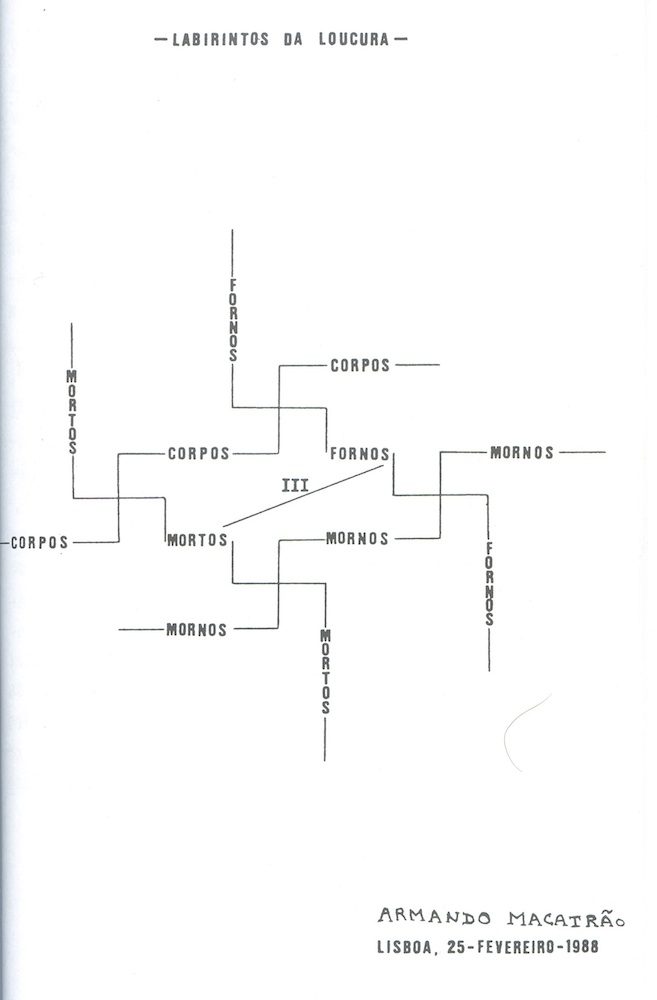 —LABIRINTOS DA LOUCURA—
FORNOS
CORPOS
MORTOS
CORPOS
FORNOS
MORNOS
III
CORPOS
MORTOS
MORNOS
FORNOS
MORNOS
MORTOS
ARMANDO MACATRÃO
LISBOA, 25-FEVEREIRO-1988